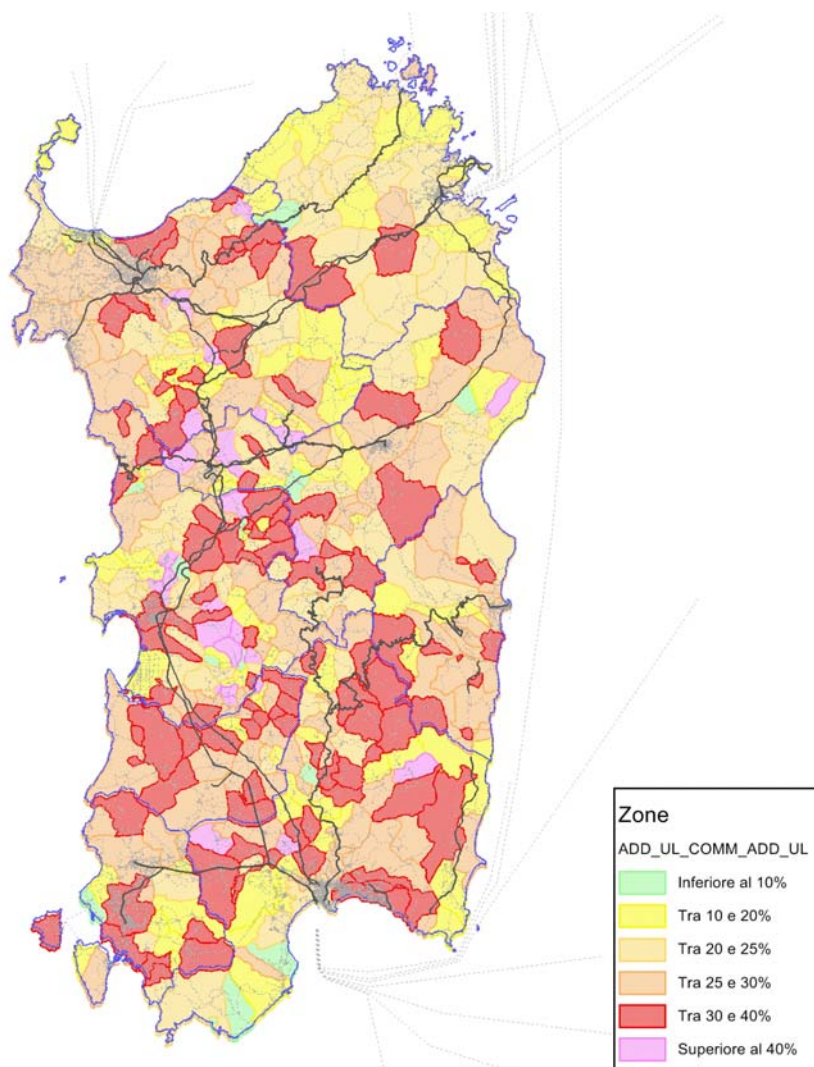 Zone
ADD_UL_COMM_ADD_UL
Inferiore al 10%
Tra 10 e 20%
Tra 20 e 25%
Tra 25 e 30%
Tra 30 e 40%
Superiore al 40%